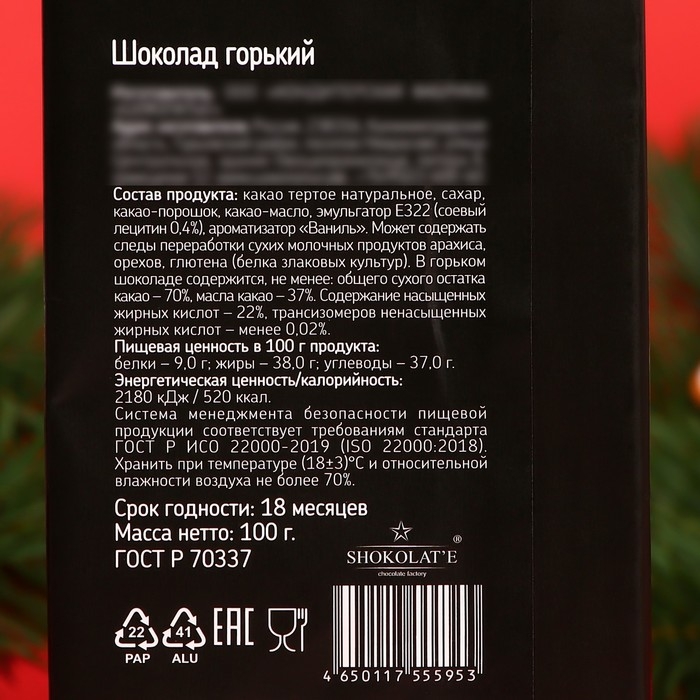 Шоколад горький
Состав продукта: какао тертое натуральное, сахар,
какао-порошок, какао-масло, эмульгатор Е322 (соевый
лецитин 0,4%), ароматизатор «Ваниль». Может содержать
следы переработки сухих молочных продуктов арахиса,
орехов, глютена (белка злаковых культур). В горьком
шоколаде содержится, не менее: общего сухого остатка
какао – 70%, масла какао – 37%. Содержание насыщенных
жирных кислот – 22%, трансизомеров ненасыщенных
жирных кислот – менее 0,02%.
Пищевая ценность в 100 г продукта:
белки – 9,0 г; жиры – 38,0 г; углеводы – 37,0 г.
Энергетическая ценность/калорийность:
2180 кДж / 520 ккал.
Система менеджмента безопасности пищевой
продукции соответствует требованиям стандарта
ГОСТ Р ИСО 22000-2019 (ISO 22000:2018).
Хранить при температуре (18±3)°С и относительной
влажности воздуха не более 70%.
Срок годности: 18 месяцев
Масса нетто: 100 г.
ГОСТ Р 70337
SHOKOLAT'E ®
chocolate factory
22 41 EAC
PAP ALU
4 650117 555953